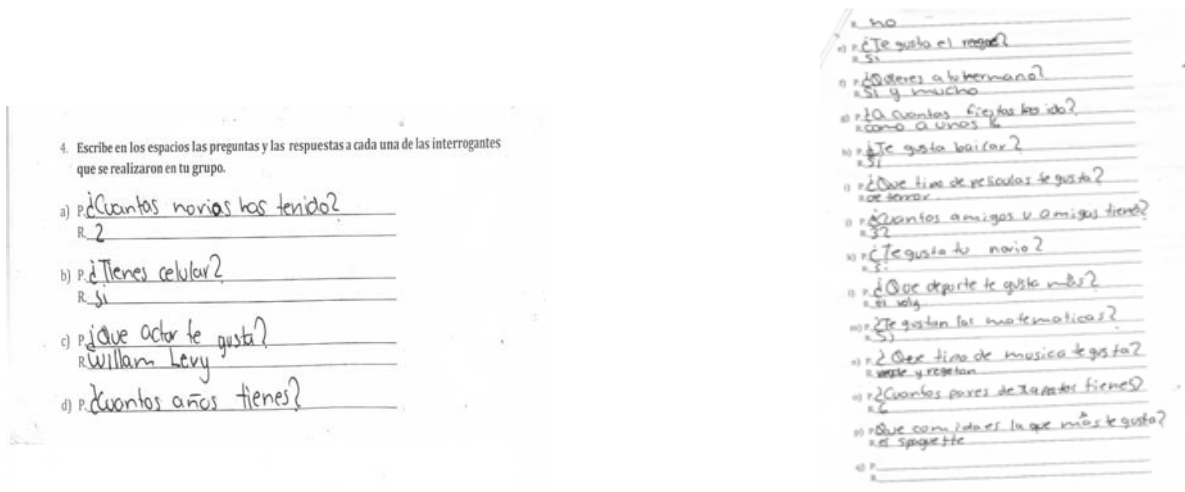 4. Escribe en los espacios las preguntas y las respuestas a cada una de las interrogantes
que se realizaron en tu grupo.
a) P. ¿Cuantas novias has tenido?
R. 2
b) P. ¿Tienes celular?
R. Si
c) P. ¿Que actor te gusta?
R. Willam Levy
d) P. ¿Cuantos años tienes?
R. no
e) P. ¿Te gusta el
R. Si
f) P. ¿Quieres a tu hermano?
R. Si y mucho
g) P. ¿A cuantas fiestas has ido?
R. como a unos 16
h) P. ¿Te gusta bailar?
R. Si
i) P. ¿Que tipo de peliculas te gusta?
R. de terror
j) P. ¿Cuantos amigos y amigas tienes?
R. 32
k) P. ¿Te gusta tu novio?
R. Si
l) P. ¿Que deporte te gusta más?
R. el voly
m) P. ¿Te gustan las matematicas?
R. Si
n) P. ¿Que tipo de musica te gusta?
R. y regeton
o) P. ¿Cuantos pares de zapatos tienes?
R. 6
p) P. Que comida es la que más te gusta?
R. el spaguette
q) P.
R.